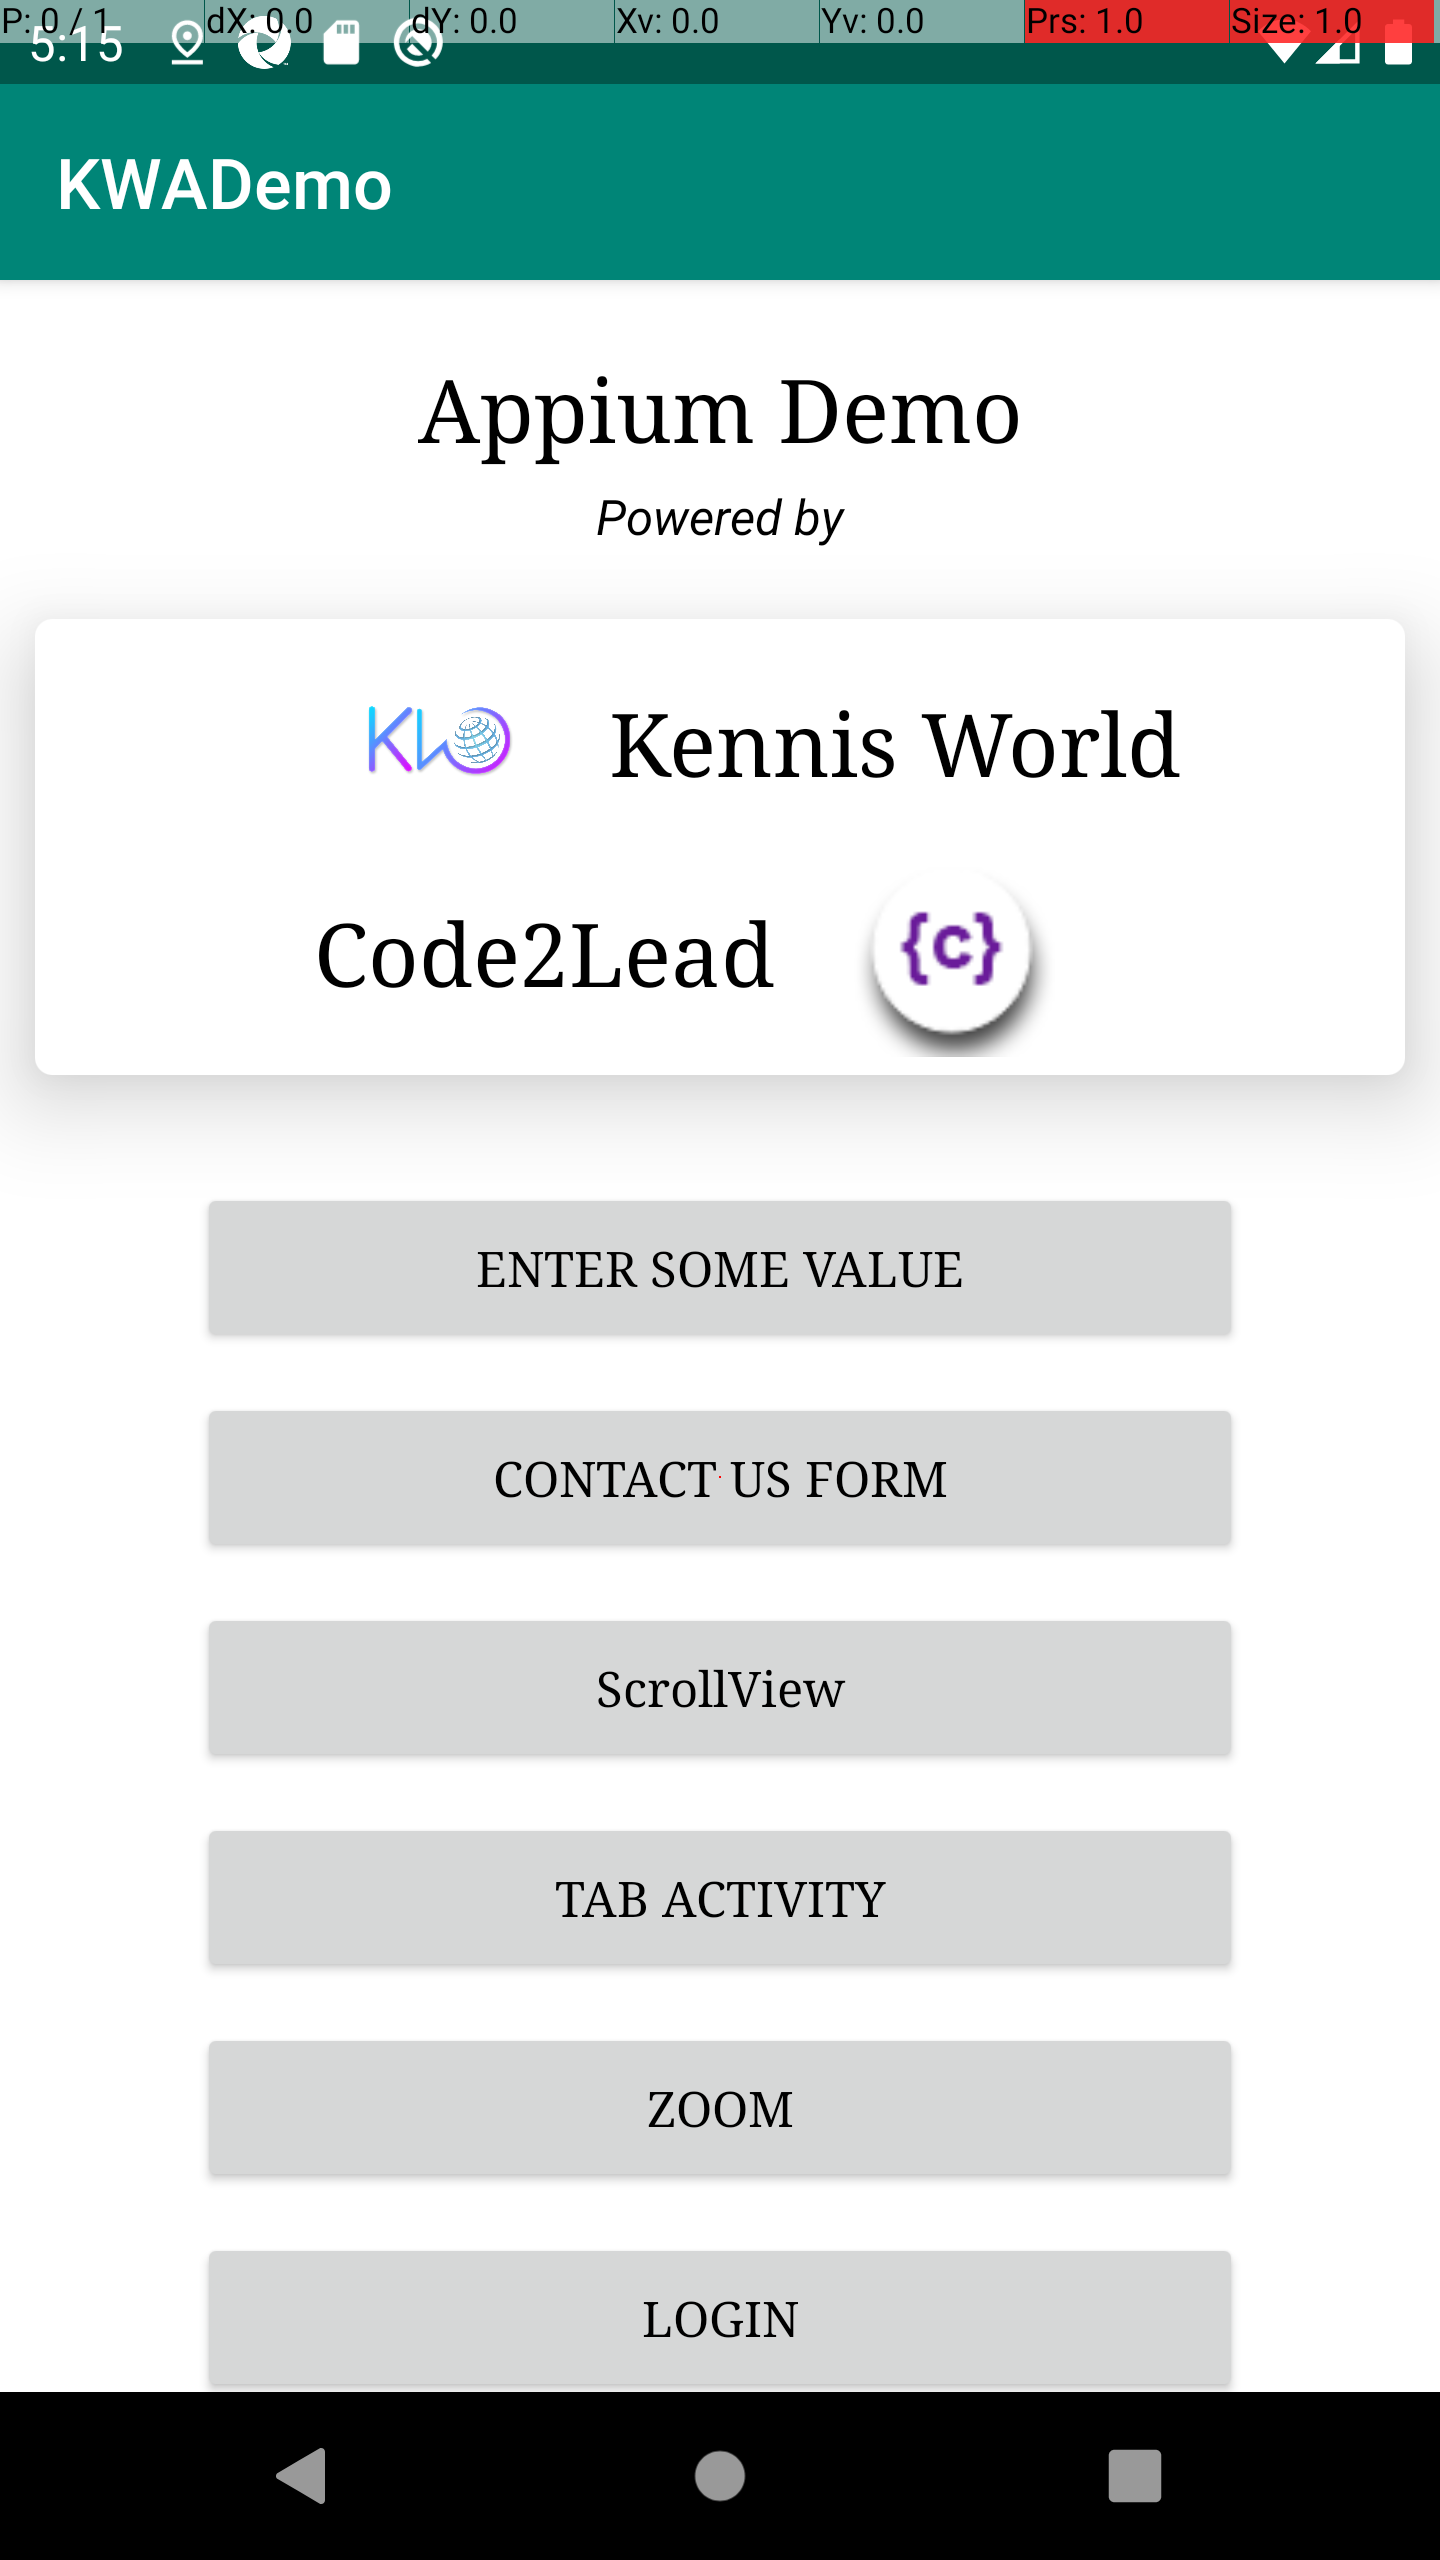 P: 0 / 1 dX: 0.0 dY: 0.0 Xv: 0.0 Yv: 0.0 Prs: 1.0 Size: 1.0
5:15
KWADemo
Appium Demo
Powered by
Kennis World
Code2Lead {c}
ENTER SOME VALUE
CONTACT US FORM
ScrollView
TAB ACTIVITY
ZOOM
LOGIN